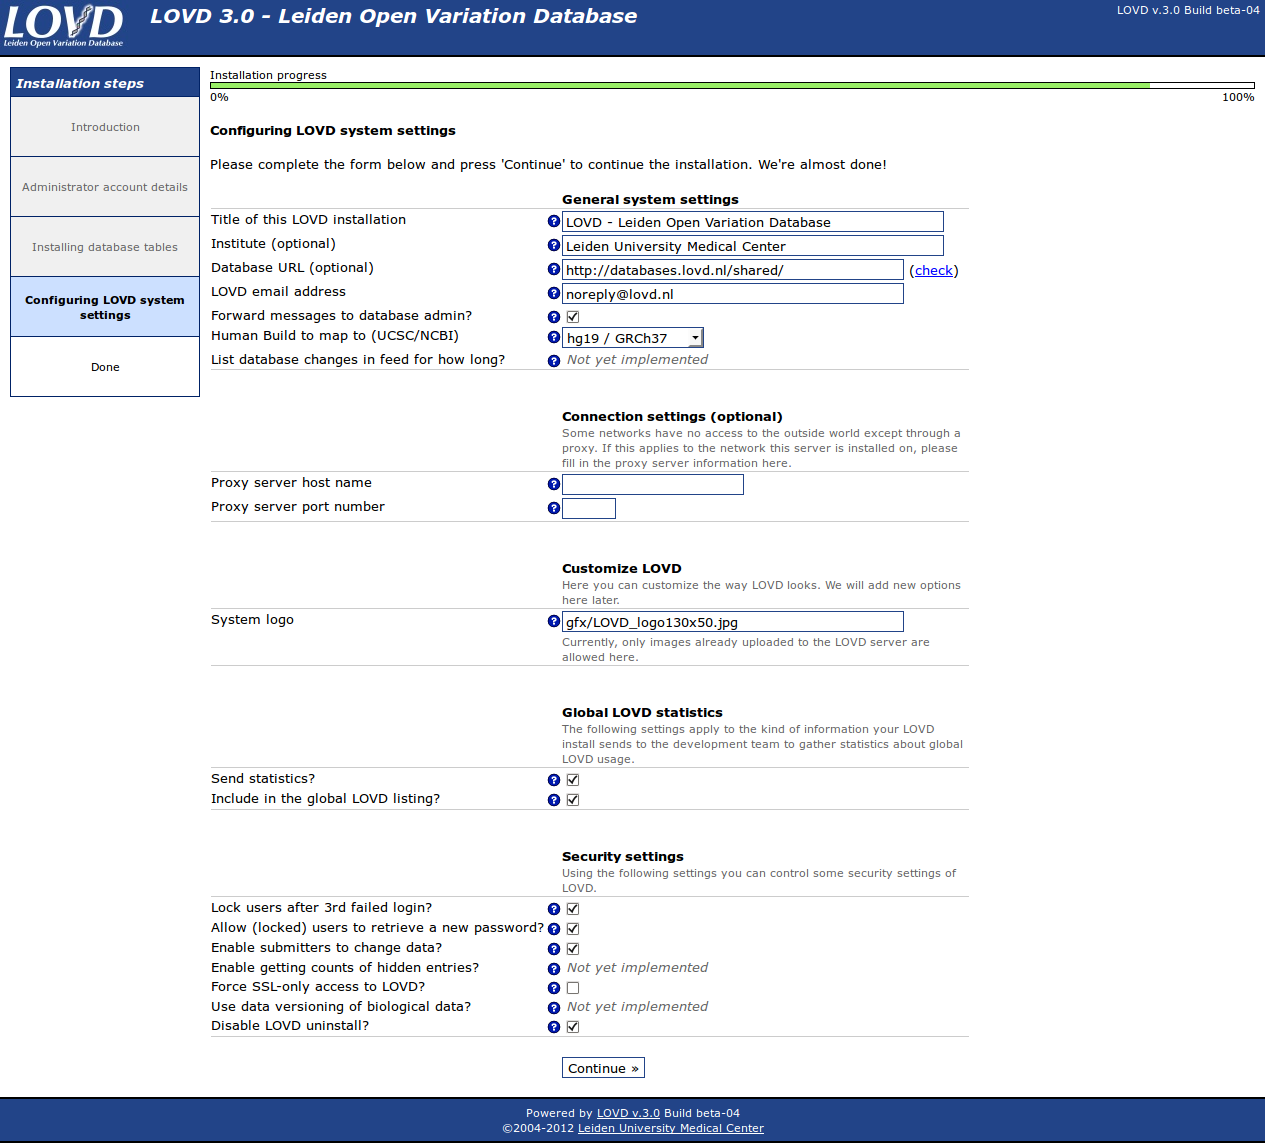 LOVD
Leiden Open Variation Database
LOVD 3.0 - Leiden Open Variation Database
LOVD v.3.0 Build beta-04
Installation steps
Introduction
Administrator account details
Installing database tables
Configuring LOVD system
settings
Done
Installation progress
0%
100%
Configuring LOVD system settings
Please complete the form below and press 'Continue' to continue the installation. We're almost done!
General system settings
Title of this LOVD installation
? LOVD - Leiden Open Variation Database
Institute (optional)
? Leiden University Medical Center
Database URL (optional)
? http://databases.lovd.nl/shared/ (check)
LOVD email address
? noreply@lovd.nl
Forward messages to database admin?
?
Human Build to map to (UCSC/NCBI)
? hg19 / GRCh37
List database changes in feed for how long?
? Not yet implemented
Connection settings (optional)
Some networks have no access to the outside world except through a
proxy. If this applies to the network this server is installed on, please
fill in the proxy server information here.
Proxy server host name
?
Proxy server port number
?
Customize LOVD
Here you can customize the way LOVD looks. We will add new options
here later.
System logo
? gfx/LOVD_logo130x50.jpg
Currently, only images already uploaded to the LOVD server are
allowed here.
Global LOVD statistics
The following settings apply to the kind of information your LOVD
install sends to the development team to gather statistics about global
LOVD usage.
Send statistics?
?
Include in the global LOVD listing?
?
Security settings
Using the following settings you can control some security settings of
LOVD.
Lock users after 3rd failed login?
?
Allow (locked) users to retrieve a new password?
?
Enable submitters to change data?
?
Enable getting counts of hidden entries?
? Not yet implemented
Force SSL-only access to LOVD?
?
Use data versioning of biological data?
? Not yet implemented
Disable LOVD uninstall?
?
Continue »
Powered by LOVD v.3.0 Build beta-04
©2004-2012 Leiden University Medical Center